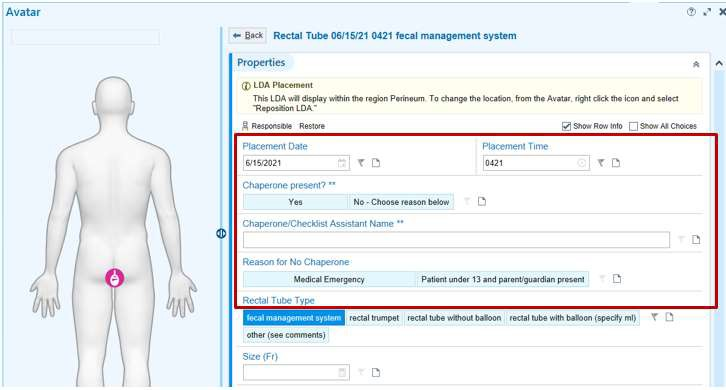 Avatar
Back Rectal Tube 06/15/21 0421 fecal management system
Properties
LDA Placement
This LDA will display within the region Perineum. To change the location, from the Avatar, right click the icon and select
"Reposition LDA."
Responsible Restore Show Row Info Show All Choices
Placement Date Placement Time
6/15/2021 0421
Chaperone present? **
Yes No - Choose reason below
Chaperone/Checklist Assistant Name **
Reason for No Chaperone
Medical Emergency Patient under 13 and parent/guardian present
Rectal Tube Type
fecal management system rectal trumpet rectal tube without balloon rectal tube with balloon (specify ml)
other (see comments)
Size (Fr)